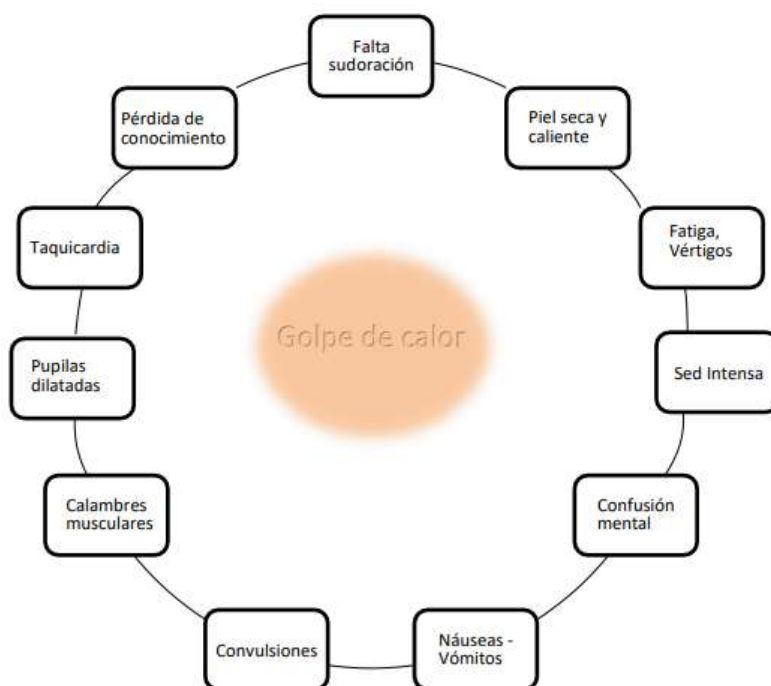 Falta
sudoración
Piel seca y
caliente
Fatiga,
Vértigos
Sed Intensa
Confusión
mental
Náuseas -
Vómitos
Convulsiones
Calambres
musculares
Pupilas
dilatadas
Taquicardia
Pérdida de
conocimiento
Golpe de calor